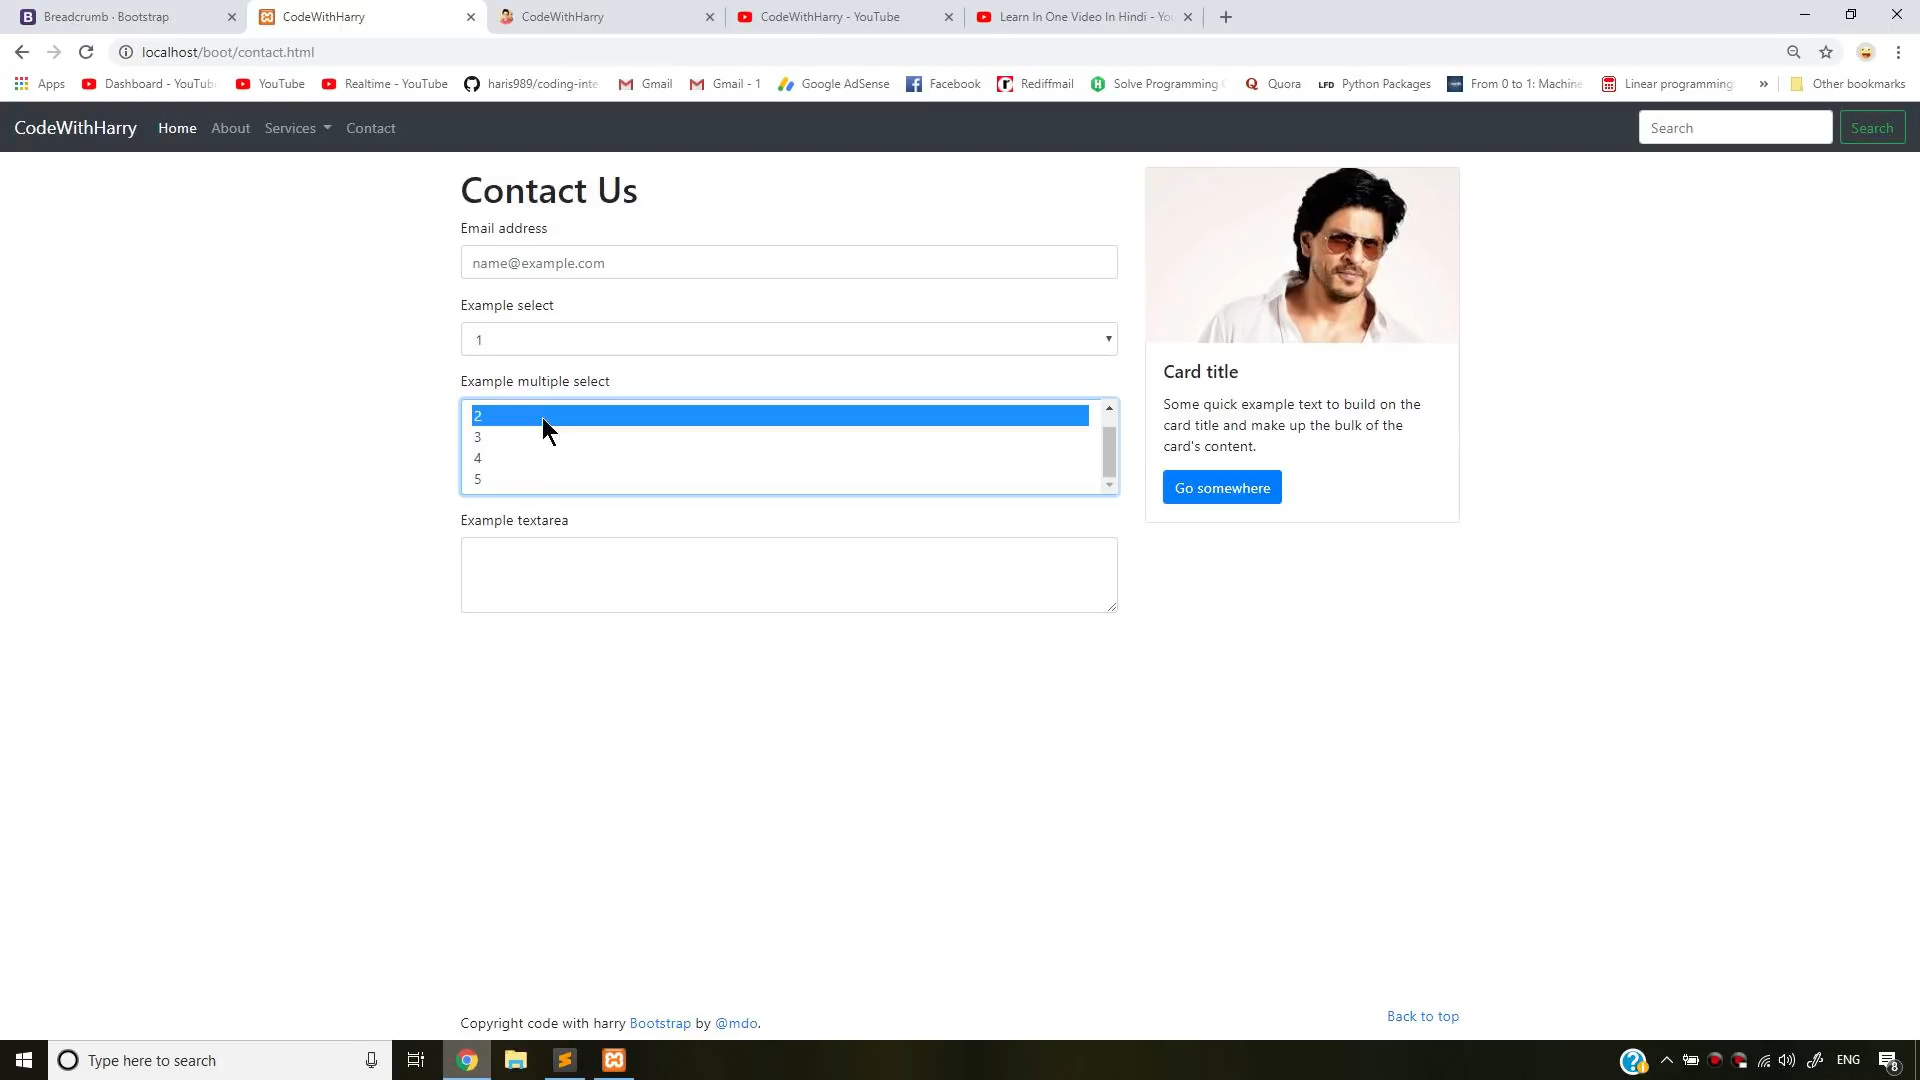 Breadcrumb · Bootstrap
CodeWithHarry
CodeWithHarry
CodeWithHarry - YouTube
Learn In One Video In Hindi - Yo
localhost/boot/contact.html
Apps
Dashboard - YouTub
YouTube
Realtime - YouTube
haris989/coding-inte
Gmail
Gmail - 1
Google AdSense
Facebook
Rediffmail
Solve Programming
Quora
LFD Python Packages
From 0 to 1: Machine
Linear programming
»
Other bookmarks
CodeWithHarry
Home
About
Services
Contact
Search
Search
Contact Us
Email address
name@example.com
Example select
1
Example multiple select
2
3
4
5
Example textarea
Card title
Some quick example text to build on the
card title and make up the bulk of the
card's content.
Go somewhere
Copyright code with harry Bootstrap by @mdo.
Back to top
Type here to search
ENG
8